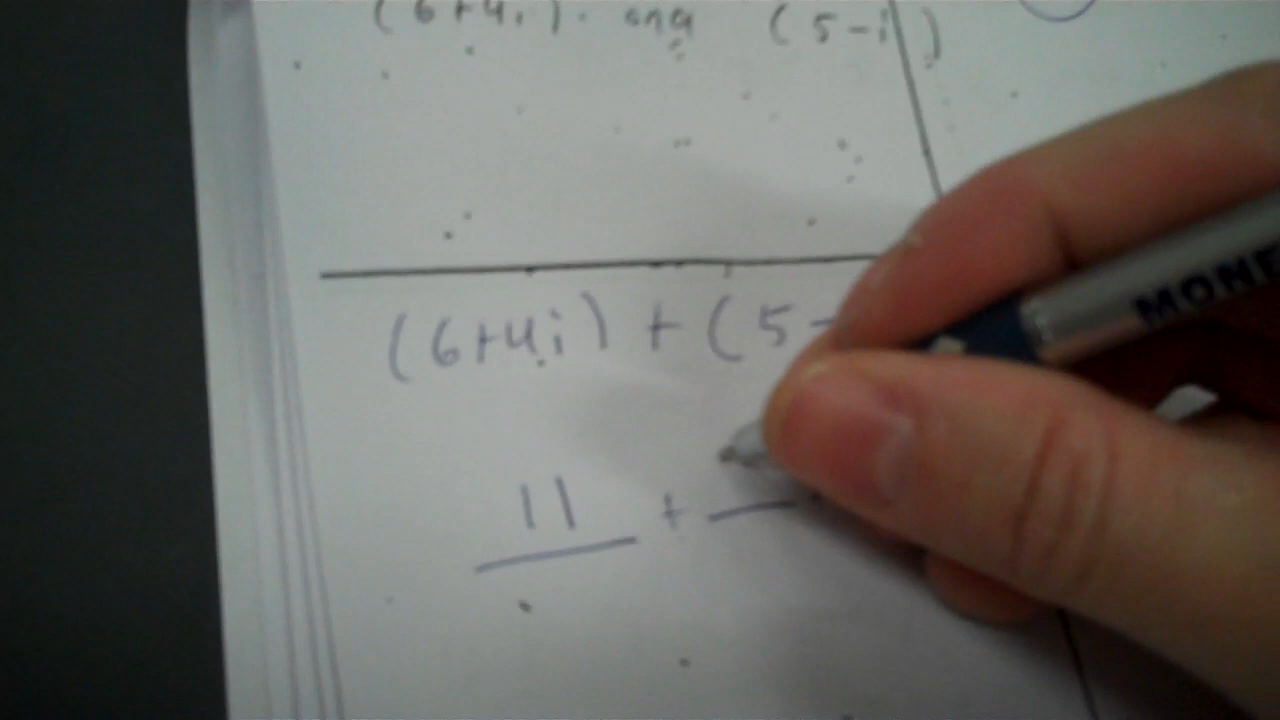 (6+4i). and (5-i)
(6+4i) + (5-
11 +
MONE